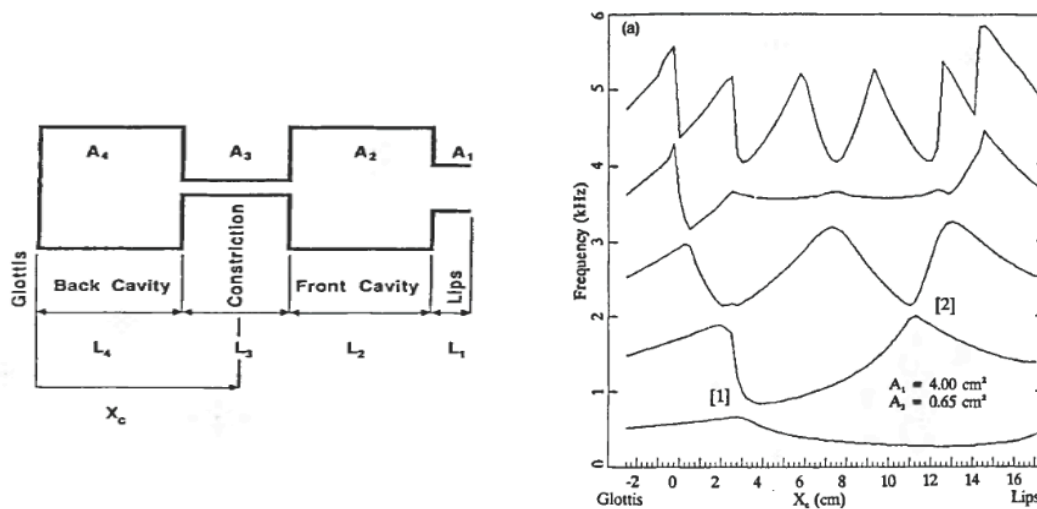 A₄
A₃
A₂
A₁
Glottis
Back Cavity
Constriction
Front Cavity
Lips
L₄
L₃
L₂
L₁
X꜀
(a)
Frequency (kHz)
6
5
4
3
2
1
0
[1]
[2]
A₁ = 4.00 cm²
A₃ = 0.65 cm²
-2 0 2 4 6 8 10 12 14 16
Glottis X꜀ (cm) Lips